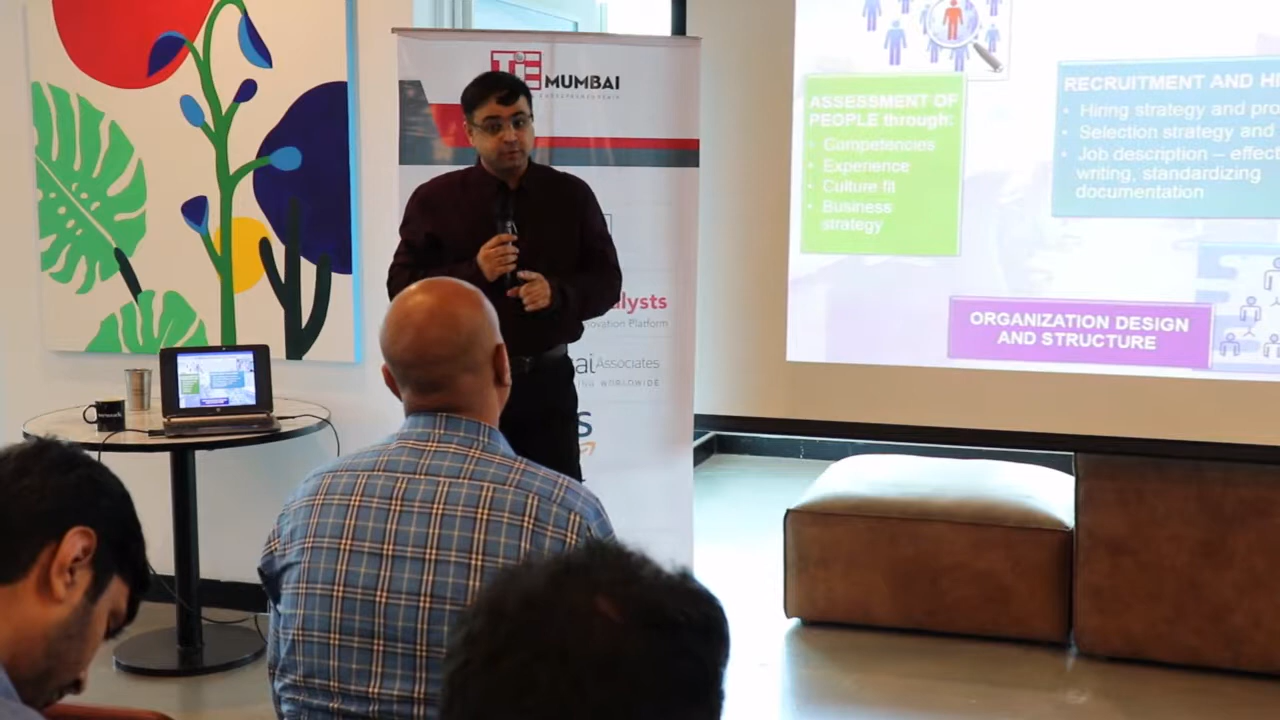 TiE MUMBAI
ASSESSMENT OF
PEOPLE through:
• Competencies
• Experience
• Culture fit
• Business
strategy
RECRUITMENT AND HI
• Hiring strategy and pro
• Selection strategy and
• Job description – effect
writing, standardizing
documentation
ORGANIZATION DESIGN
AND STRUCTURE
alysts
novation Platform
ai Associates
WORLDWIDE
S